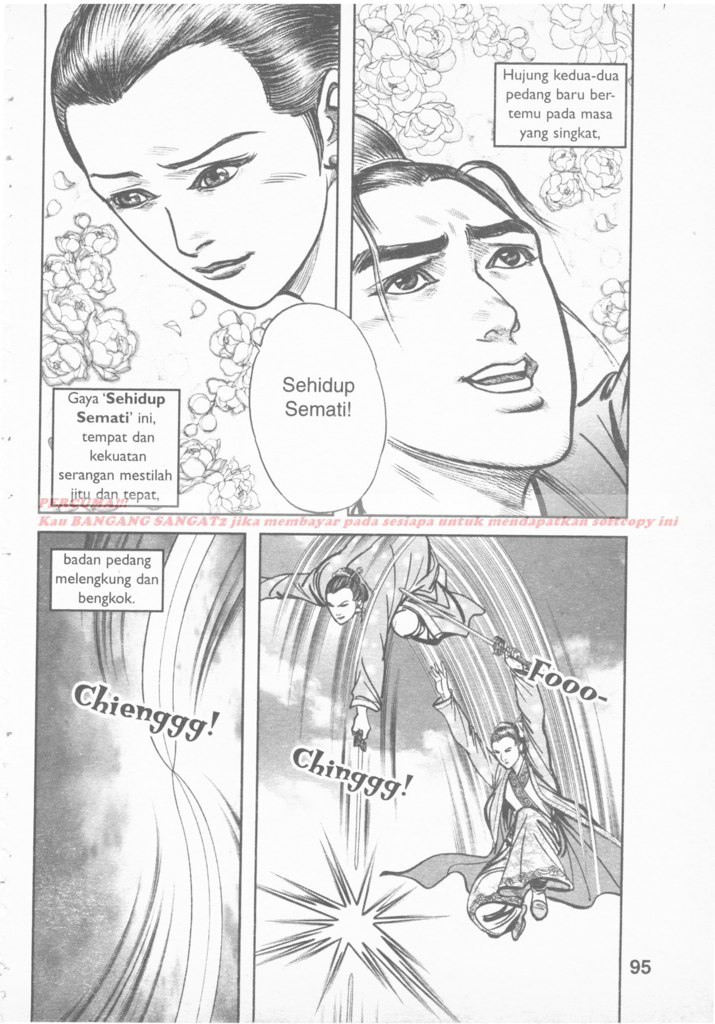 Hujung kedua-dua
pedang baru ber-
temu pada masa
yang singkat,
Sehidup
Semati!
Gaya 'Sehidup
Semati' ini,
tempat dan
kekuatan
serangan mestilah
jitu dan tepat,
PERCUMA!!!
Kau BANGANG SANGAT2 jika membayar pada sesiapa untuk mendapatkan softcopy ini
badan pedang
melengkung dan
bengkok.
Chienggg!
Fooo-
Chinggg!
95